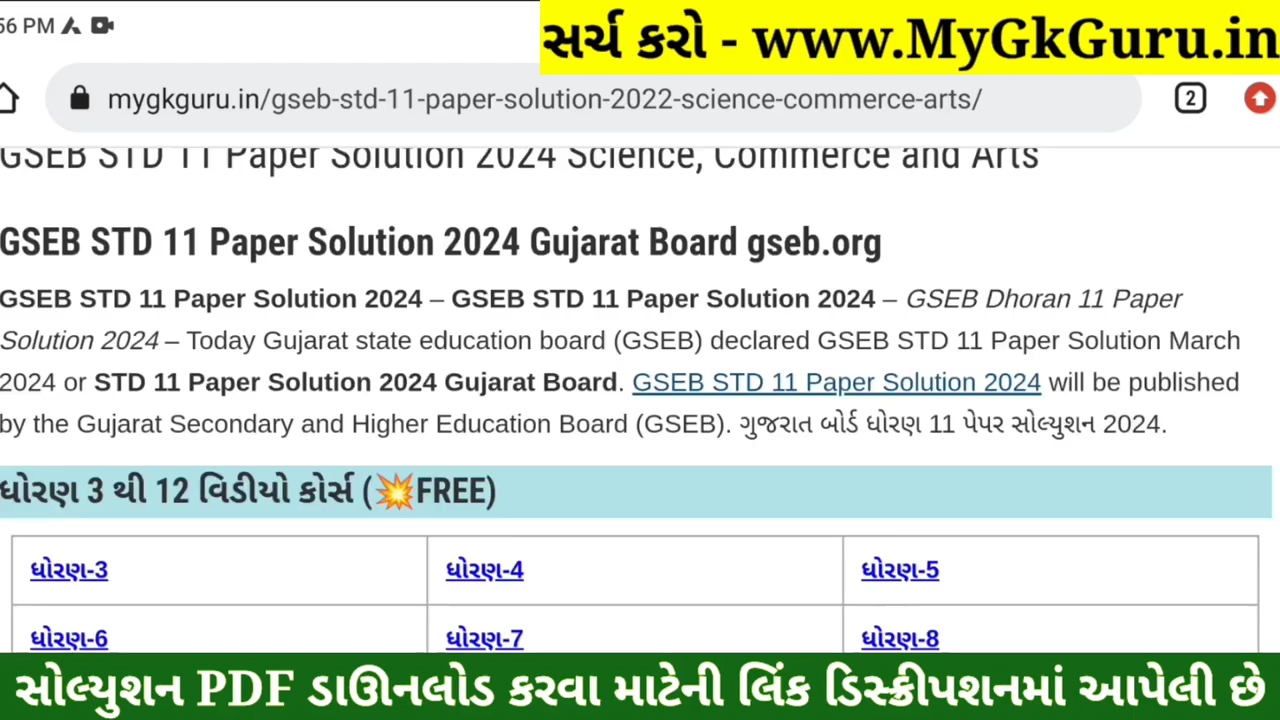 56 PM
સર્ચ કરો - www.MyGkGuru.in
mygkguru.in/gseb-std-11-paper-solution-2022-science-commerce-arts/
2
GSEB STD 11 Paper Solution 2024 Science, Commerce and Arts
GSEB STD 11 Paper Solution 2024 Gujarat Board gseb.org
GSEB STD 11 Paper Solution 2024 – GSEB STD 11 Paper Solution 2024 – GSEB Dhoran 11 Paper
Solution 2024 – Today Gujarat state education board (GSEB) declared GSEB STD 11 Paper Solution March
2024 or STD 11 Paper Solution 2024 Gujarat Board. GSEB STD 11 Paper Solution 2024 will be published
by the Gujarat Secondary and Higher Education Board (GSEB). ગુજરાત બોર્ડ ધોરણ 11 પેપર સોલ્યુશન 2024.
ધોરણ 3 થી 12 વિડીયો કોર્સ (💥FREE)
ધોરણ-3 ધોરણ-4 ધોરણ-5
ધોરણ-6 ધોરણ-7 ધોરણ-8
સોલ્યુશન PDF ડાઊનલોડ કરવા માટેની લિંક ડિસ્ક્રીપશનમાં આપેલી છે